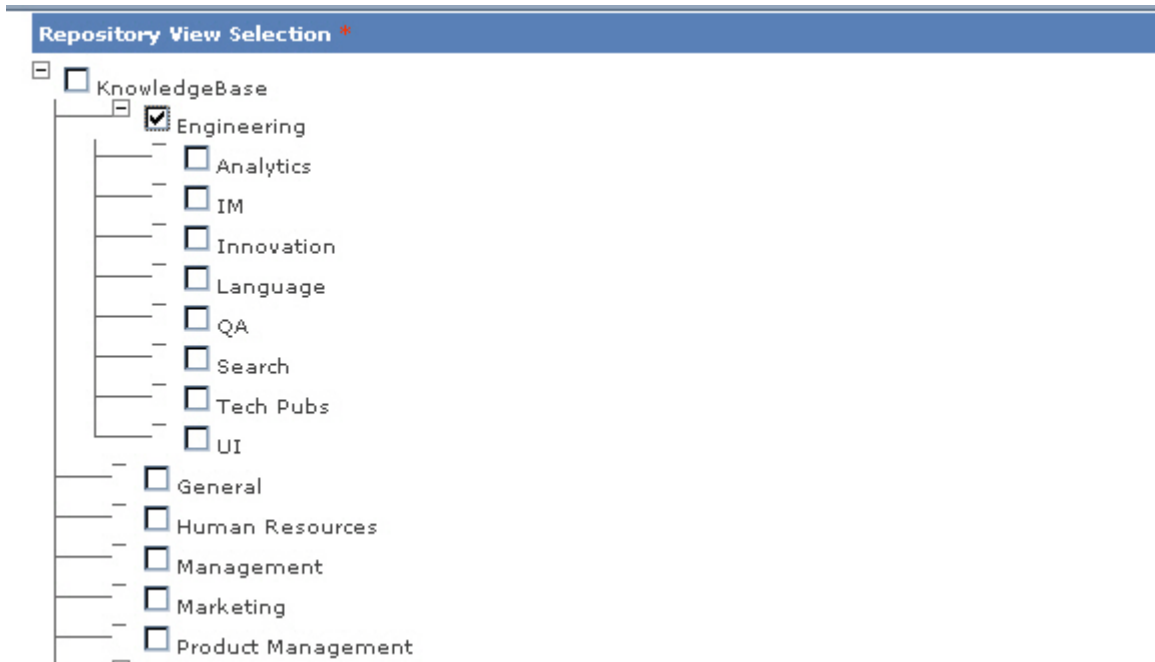 Repository View Selection *
KnowledgeBase
Engineering
Analytics
IM
Innovation
Language
QA
Search
Tech Pubs
UI
General
Human Resources
Management
Marketing
Product Management